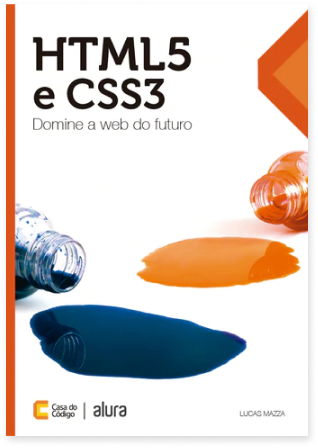 HTML5
e CSS3
Domine a web do futuro
Casa do
Código
alura
LUCAS MAZZA